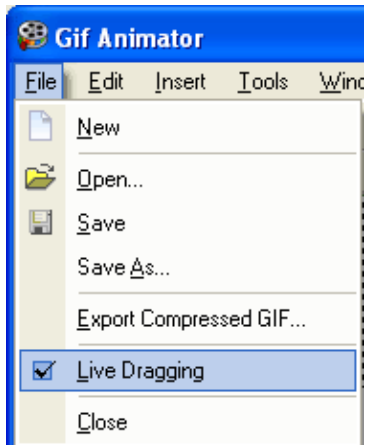 Gif Animator
File Edit Insert Tools
New
Open...
Save
Save As...
Export Compressed GIF...
Live Dragging
Close